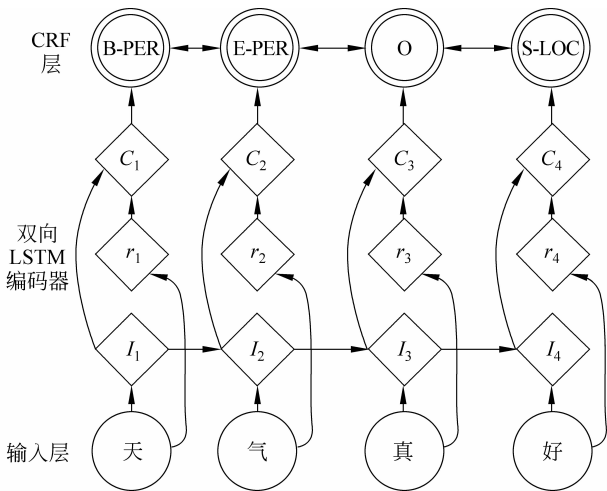 CRF
层
B-PER
E-PER
O
S-LOC
C1
C2
C3
C4
双向
LSTM
编码器
r1
r2
r3
r4
I1
I2
I3
I4
输入层
天
气
真
好